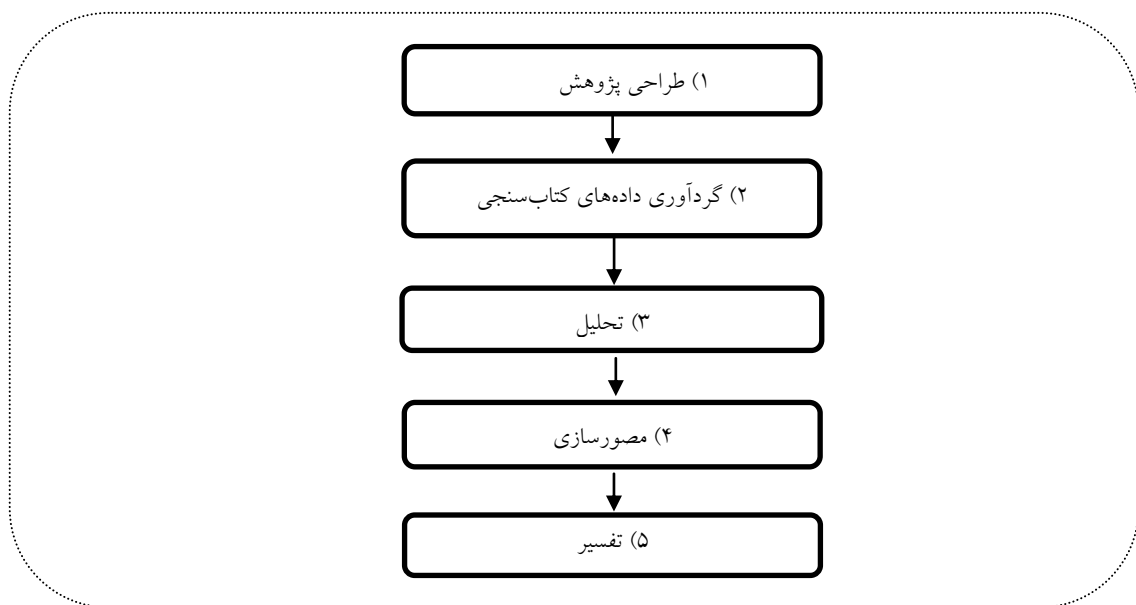 ۱) طراحی پژوهش
۲) گردآوری داده‌های کتاب‌سنجی
۳) تحلیل
۴) مصورسازی
۵) تفسیر